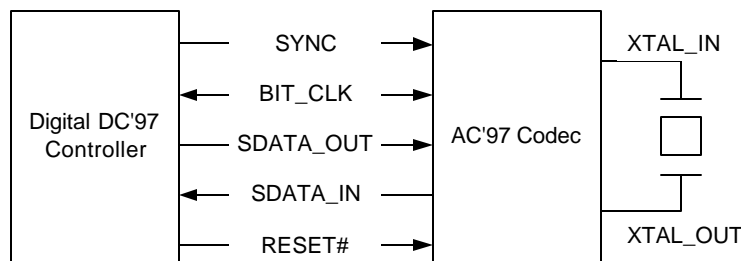 SYNC
XTAL_IN
BIT_CLK
Digital DC'97
Controller
SDATA_OUT
AC'97 Codec
SDATA_IN
XTAL_OUT
RESET#